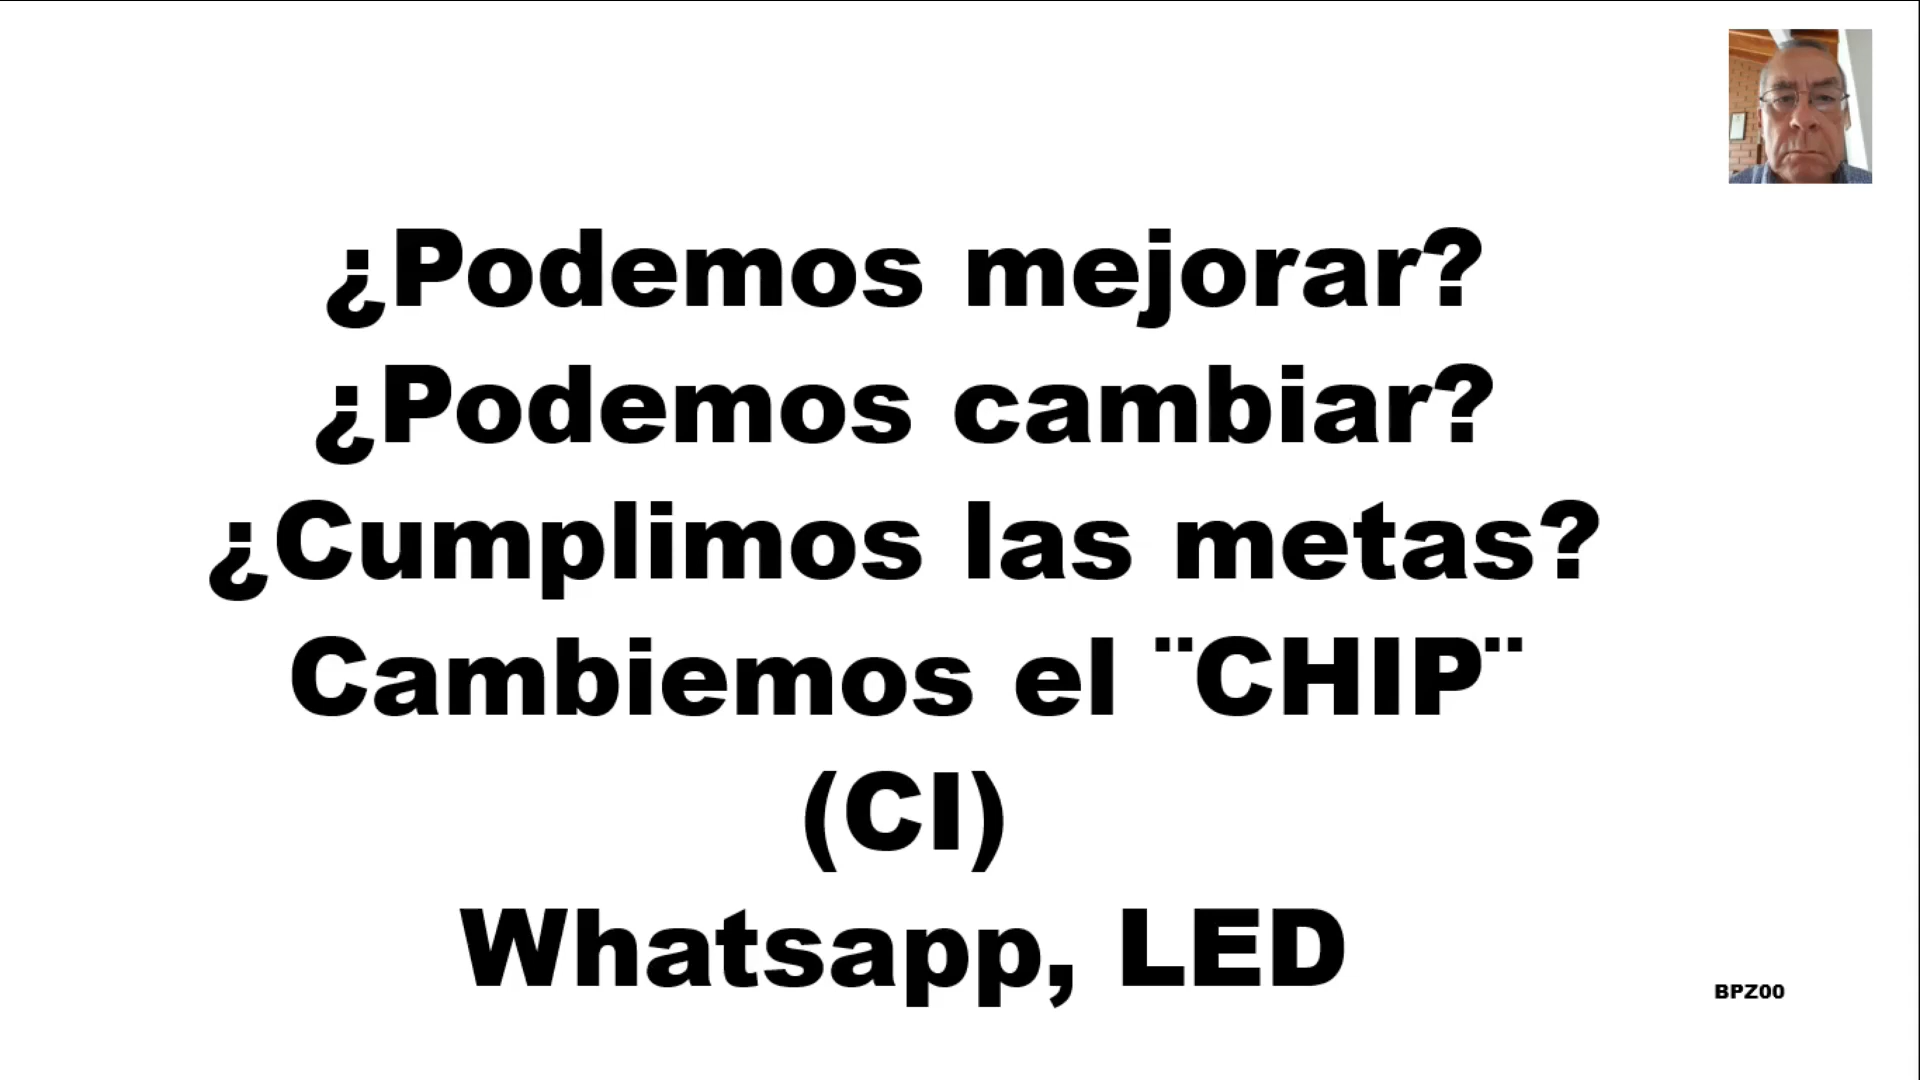 ¿Podemos mejorar?
¿Podemos cambiar?
¿Cumplimos las metas?
Cambiemos el ¨CHIP¨
(CI)
Whatsapp, LED
BPZ00